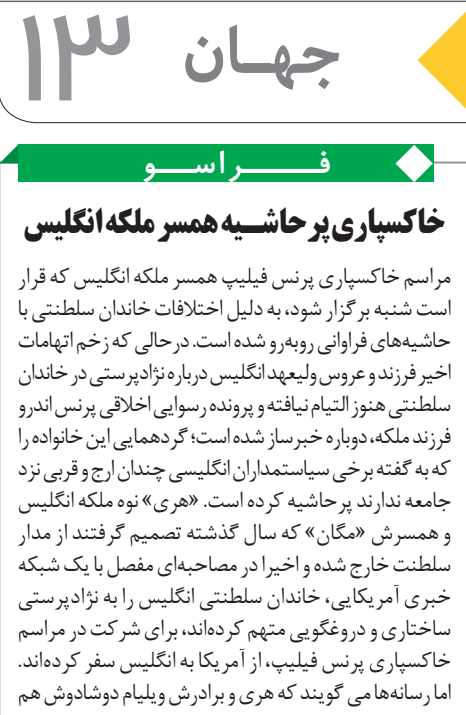 جهـان ۱۳
فـــــراســــو
خاکسپاری پر حاشــیه همسر ملکه انگلیس
مراسم خاکسپاری پرنس فیلیپ همسر ملکه انگلیس که قرار
است شنبه برگزار شود، به دلیل اختلافات خاندان سلطنتی با
حاشیه‌های فراوانی روبه‌رو شده است. درحالی که زخم اتهامات
اخیر فرزند و عروس ولیعهد انگلیس درباره نژادپرستی در خاندان
سلطنتی هنوز التیام نیافته و پرونده رسوایی اخلاقی پرنس اندرو
فرزند ملکه، دوباره خبرساز شده است؛ گردهمایی این خانواده را
که به گفته برخی سیاستمداران انگلیسی چندان ارج و قربی نزد
جامعه ندارند پرحاشیه کرده است. «هری» نوه ملکه انگلیس
و همسرش «مگان» که سال گذشته تصمیم گرفتند از مدار
سلطنت خارج شده و اخیرا در مصاحبه‌ای مفصل با یک شبکه
خبری آمریکایی، خاندان سلطنتی انگلیس را به نژادپرستی
ساختاری و دروغگویی متهم کرده‌اند، برای شرکت در مراسم
خاکسپاری پرنس فیلیپ، از آمریکا به انگلیس سفر کرده‌اند.
اما رسانه‌ها می گویند که هری و برادرش ویلیام دوشادوش هم